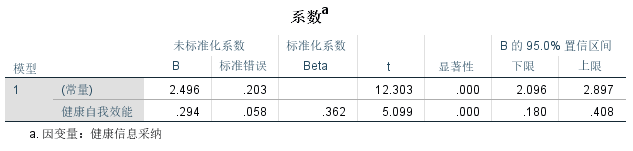 系数a
未标准化系数 标准化系数 B 的 95.0% 置信区间
模型 B 标准错误 Beta t 显著性 下限 上限
1 (常量) 2.496 .203 12.303 .000 2.096 2.897
健康自我效能 .294 .058 .362 5.099 .000 .180 .408
a. 因变量：健康信息采纳